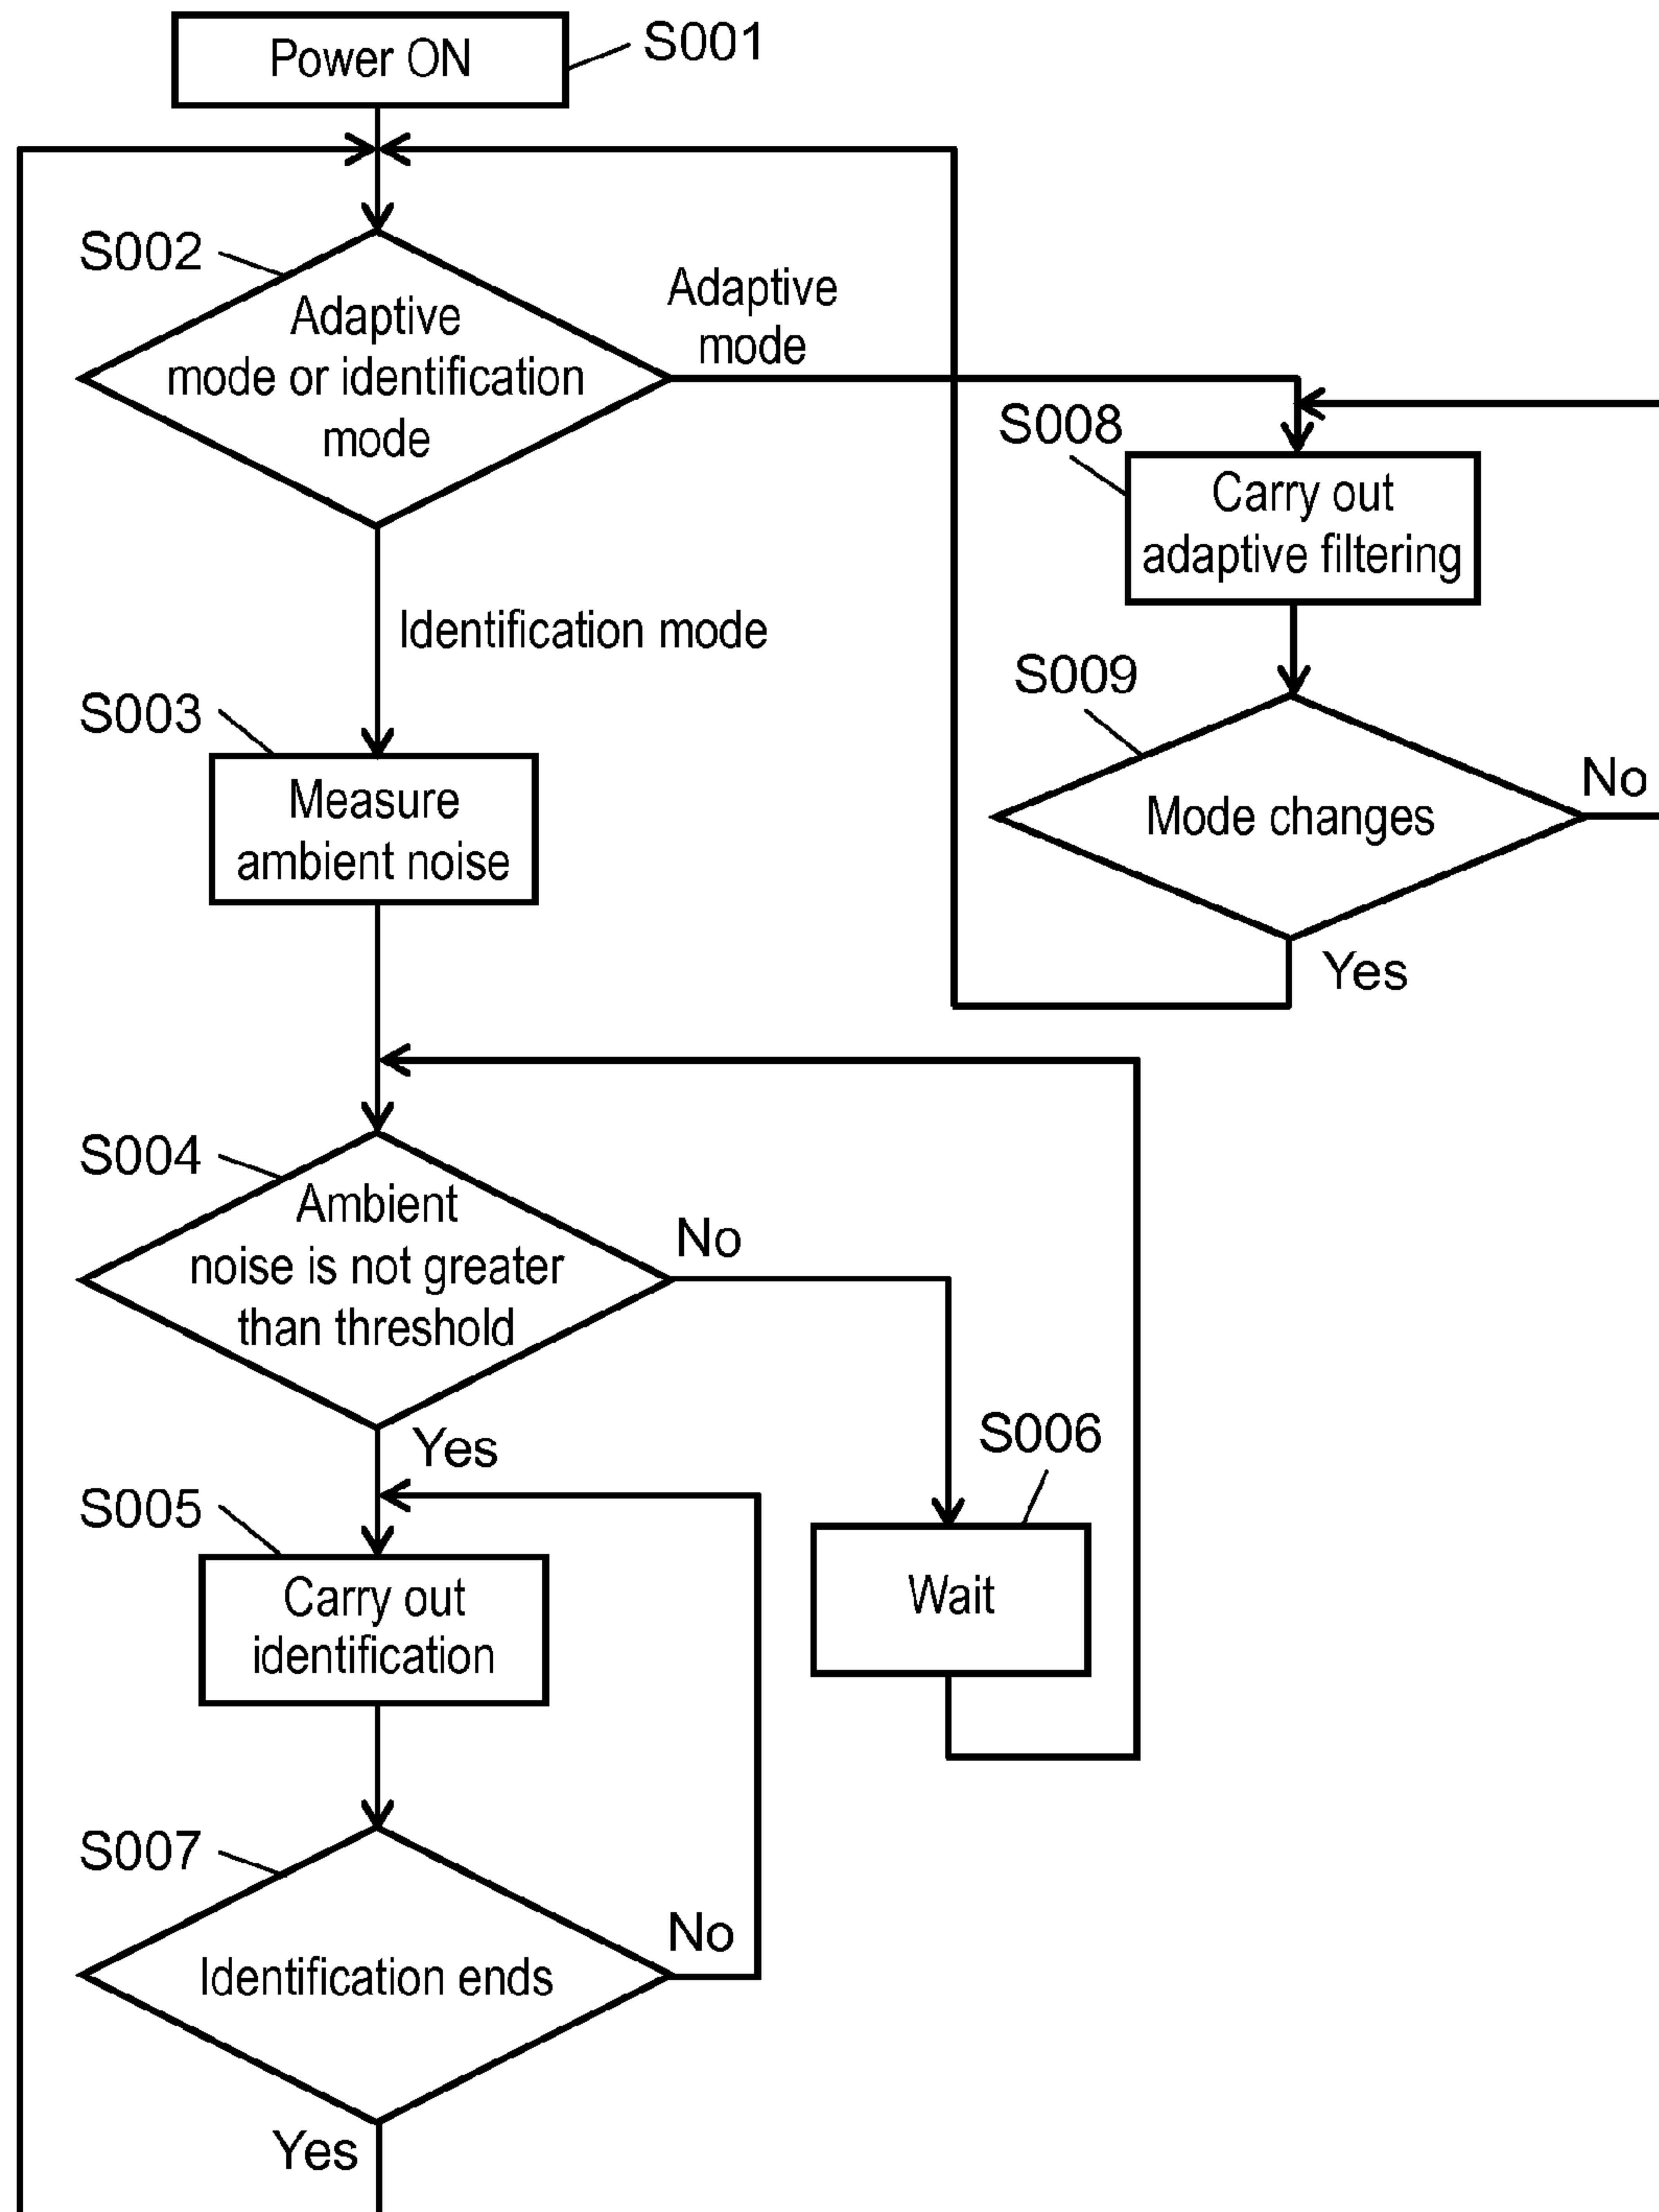 Power ON
S001
S002
Adaptive
mode or identification
mode
Adaptive
mode
Identification mode
S008
Carry out
adaptive filtering
S009
Mode changes
No
Yes
S003
Measure
ambient noise
S004
Ambient
noise is not greater
than threshold
No
Yes
S006
Wait
S005
Carry out
identification
S007
Identification ends
No
Yes